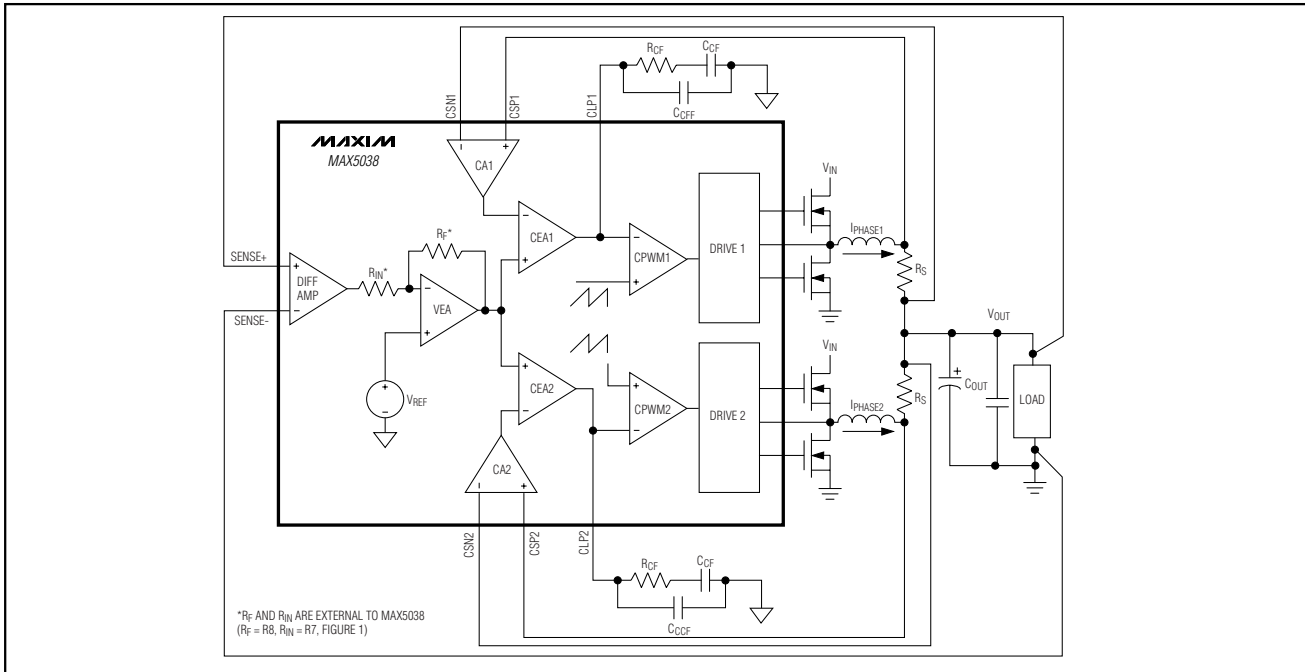 RCF
CCF
CCFF
CSN1
CSP1
CLP1
MAXIM
MAX5038
CA1
VIN
SENSE+
SENSE-
DIFF
AMP
RIN*
RF*
VEA
CEA1
CPWM1
DRIVE 1
IPHASE1
RS
VREF
CEA2
CPWM2
DRIVE 2
VIN
IPHASE2
RS
VOUT
COUT
LOAD
CA2
CSN2
CSP2
CLP2
RCF
CCF
CCCF
*RF AND RIN ARE EXTERNAL TO MAX5038
(RF = R8, RIN = R7, FIGURE 1)